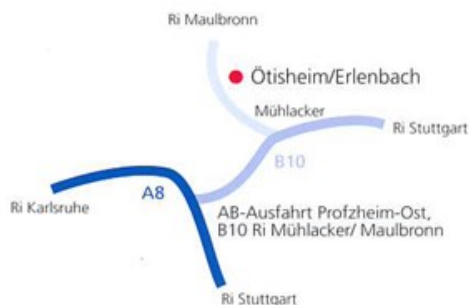 Ri Maulbronn
Ötisheim/Erlenbach
Mühlacker
Ri Stuttgart
B10
A8
Ri Karlsruhe
AB-Ausfahrt Profzheim-Ost,
B10 Ri Mühlacker/ Maulbronn
Ri Stuttgart